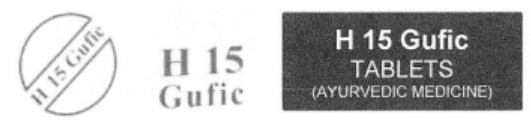 H 15 Gufic
H 15
Gufic
H 15 Gufic
TABLETS
(AYURVEDIC MEDICINE)